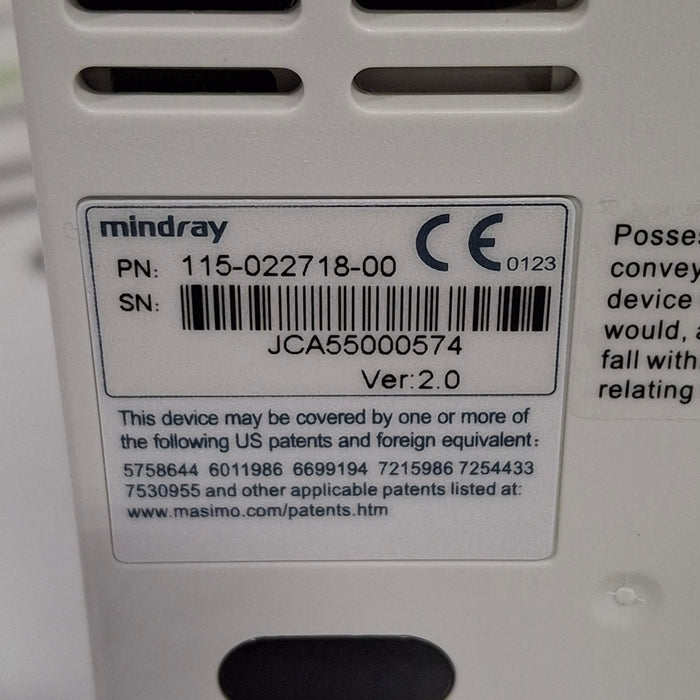 mindray
CE 0123
PN: 115-022718-00
SN:
JCA55000574
Ver:2.0
This device may be covered by one or more of
the following US patents and foreign equivalent:
5758644 6011986 6699194 7215986 7254433
7530955 and other applicable patents listed at:
www.masimo.com/patents.htm
device
would,
fall with
relating